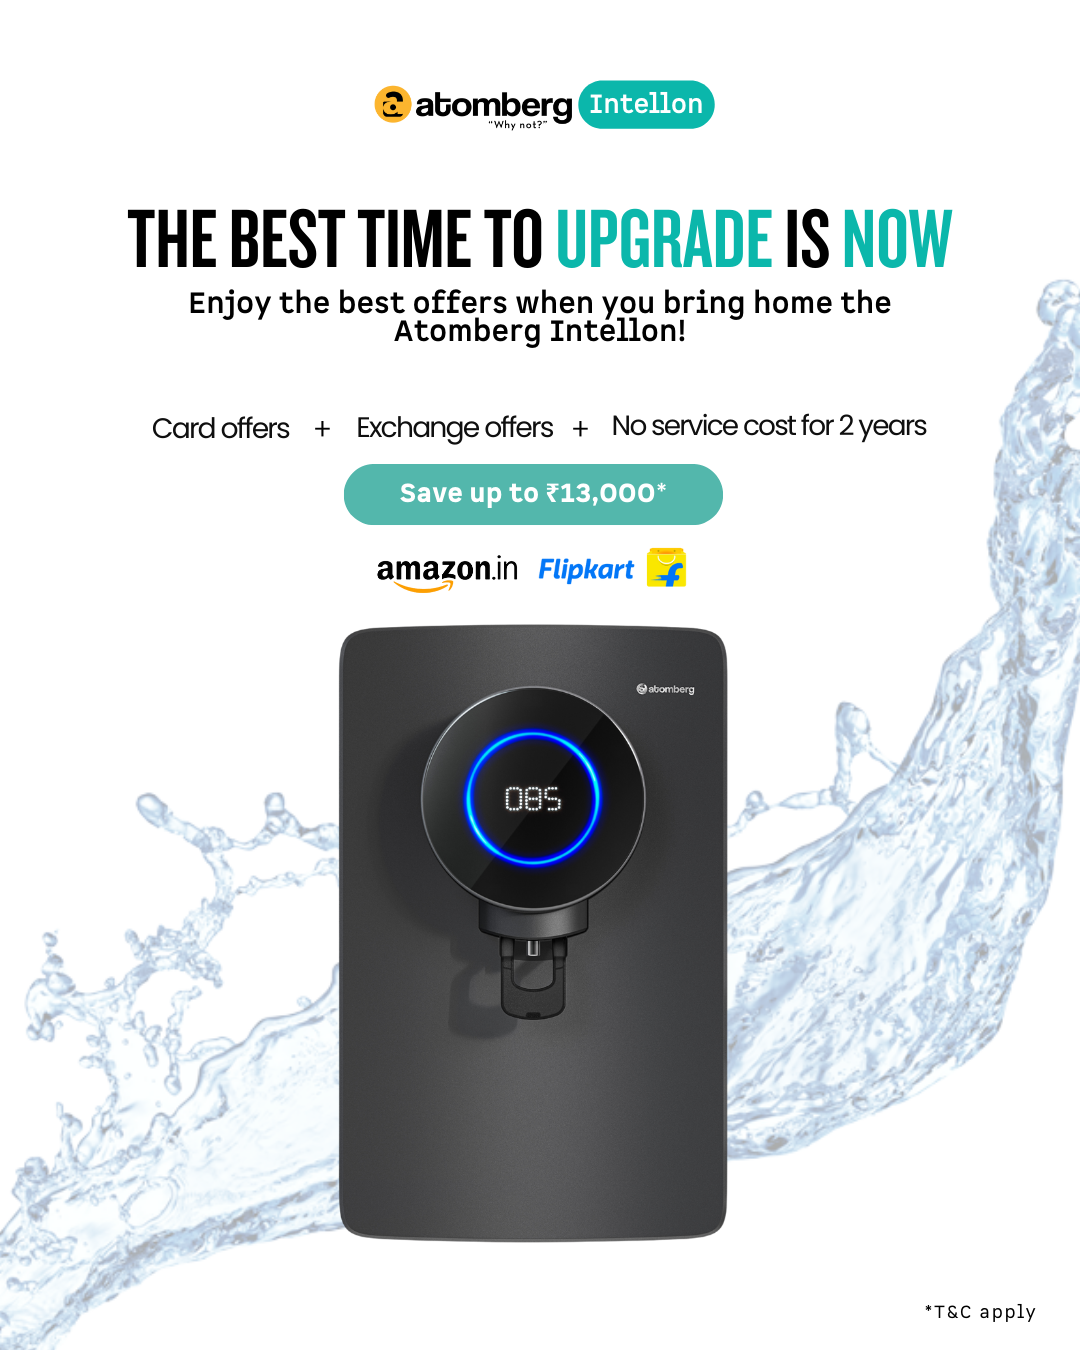 atomberg Intellon
"Why not?"
THE BEST TIME TO UPGRADE IS NOW
Enjoy the best offers when you bring home the
Atomberg Intellon!
Card offers + Exchange offers + No service cost for 2 years
Save up to ₹13,000*
amazon.in Flipkart
atomberg
085
*T&C apply